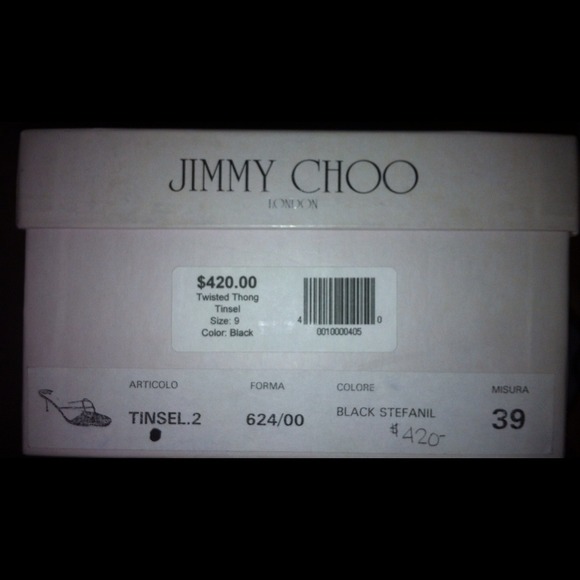 JIMMY CHOO
LONDON
$420.00
Twisted Thong
Tinsel
Size: 9
Color: Black
4 0010000405 0
ARTICOLO FORMA COLORE MISURA
TINSEL.2 624/00 BLACK STEFANIL 39
$420-